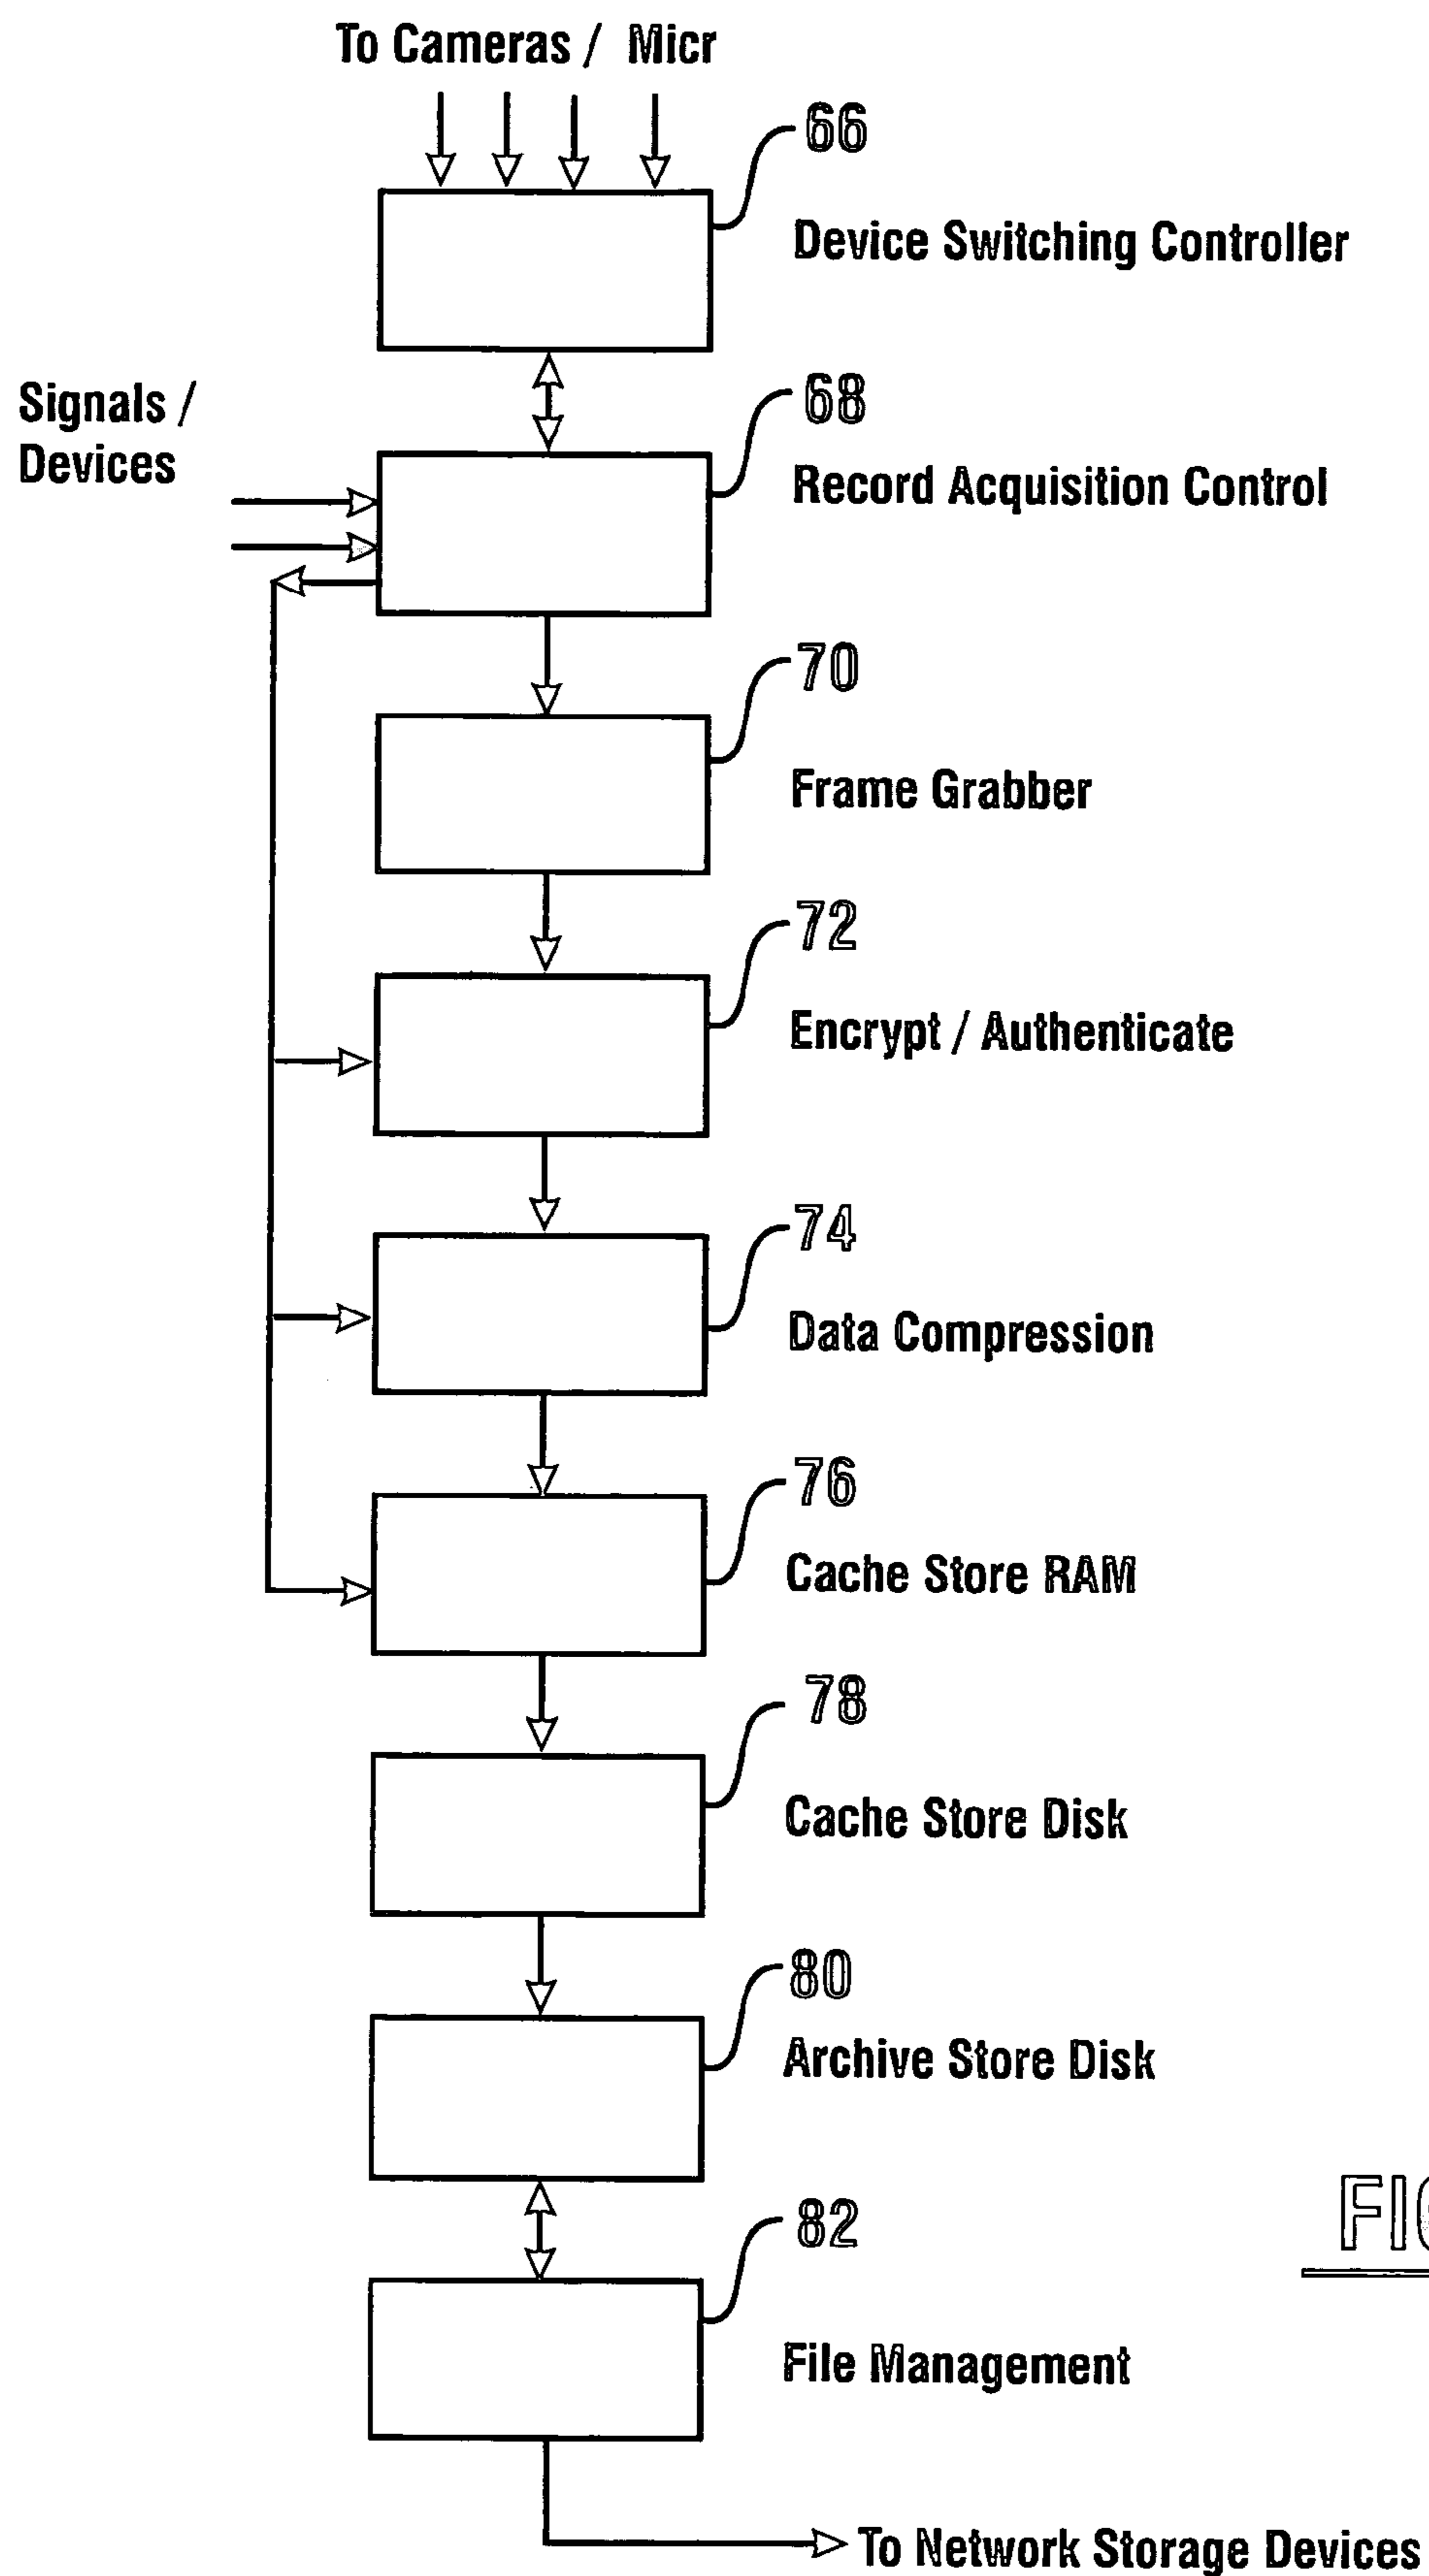 To Cameras / Micr
66
Device Switching Controller
Signals /
Devices
68
Record Acquisition Control
70
Frame Grabber
72
Encrypt / Authenticate
74
Data Compression
76
Cache Store RAM
78
Cache Store Disk
80
Archive Store Disk
82
File Management
To Network Storage Devices